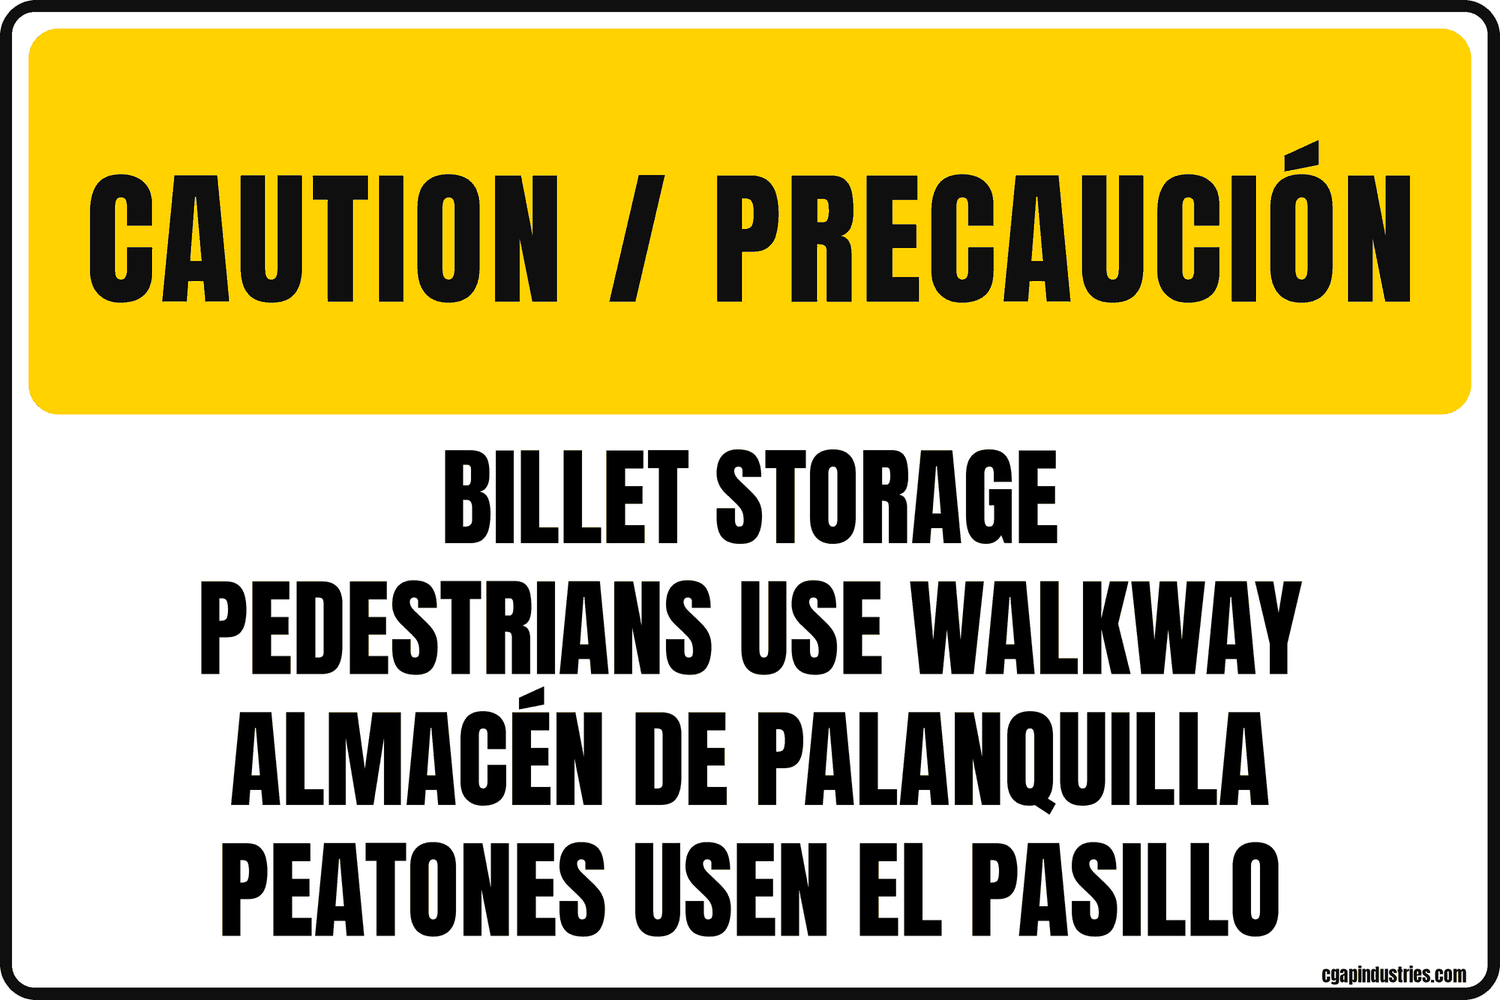 CAUTION / PRECAUCIÓN
BILLET STORAGE
PEDESTRIANS USE WALKWAY
ALMACÉN DE PALANQUILLA
PEATONES USEN EL PASILLO
cgapindustries.com